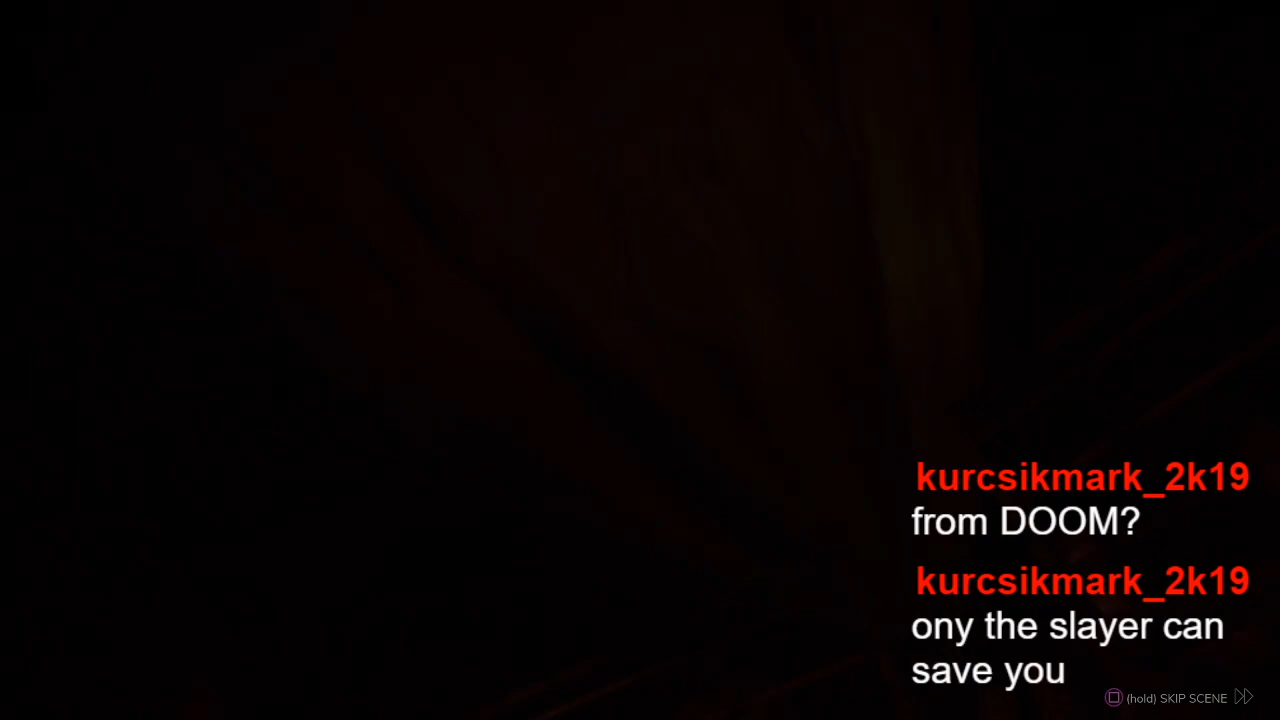 kurcsikmark_2k19
from DOOM?
kurcsikmark_2k19
ony the slayer can
save you
(hold) SKIP SCENE